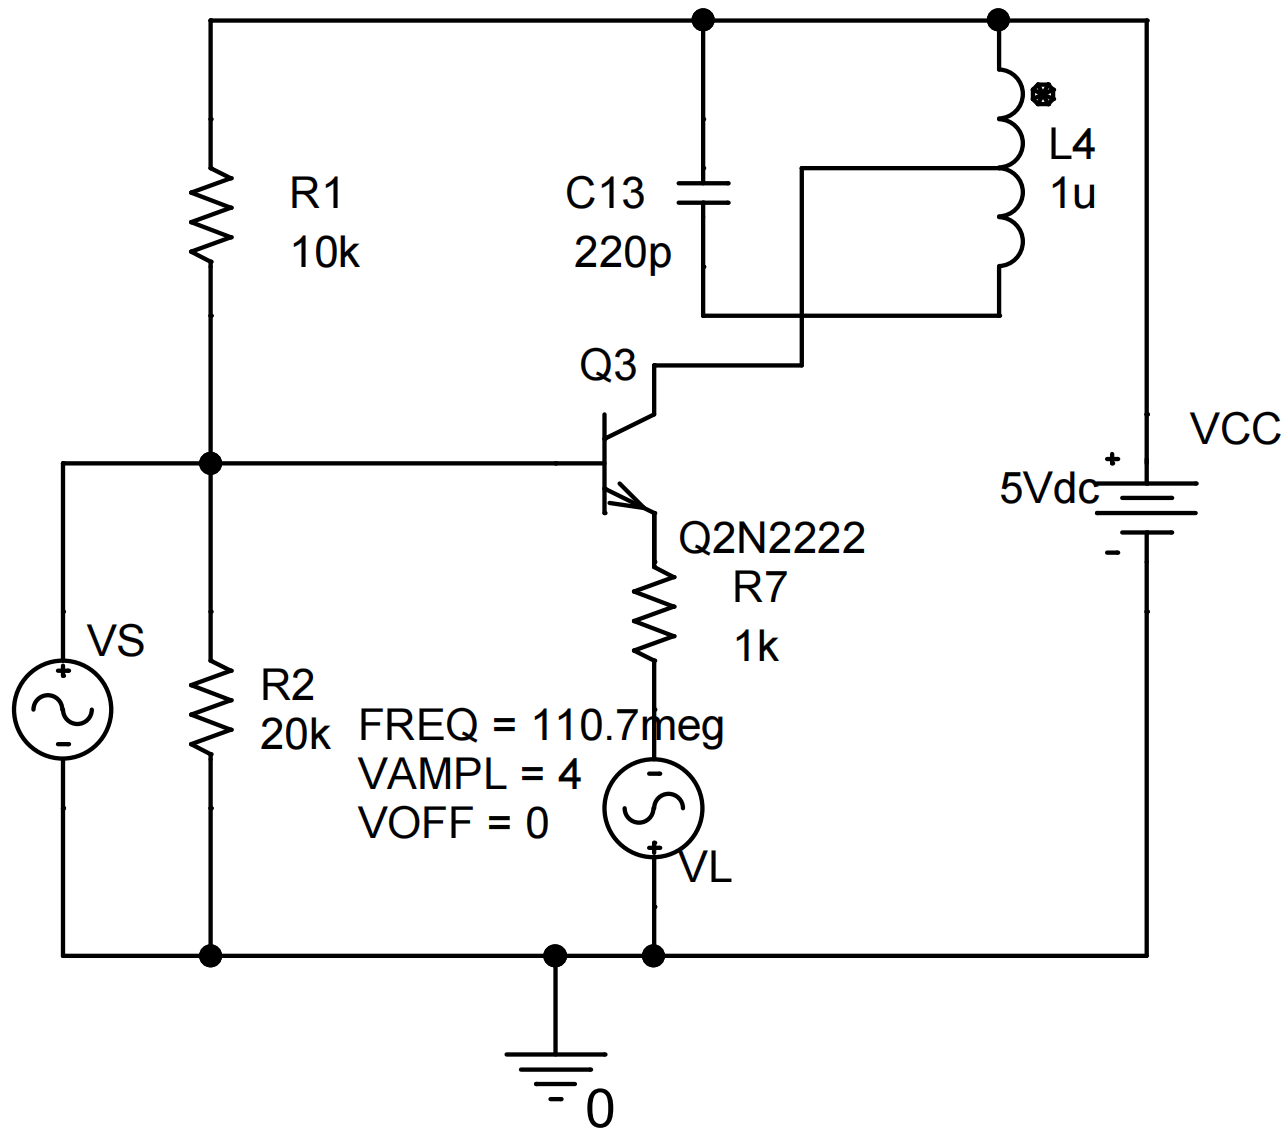 R1
10k
C13
220p
L4
1u
Q3
VCC
5Vdc
+
-
Q2N2222
R7
1k
VS
+
-
R2
20k
FREQ = 110.7meg
VAMPL = 4
VOFF = 0
-
+
VL
0